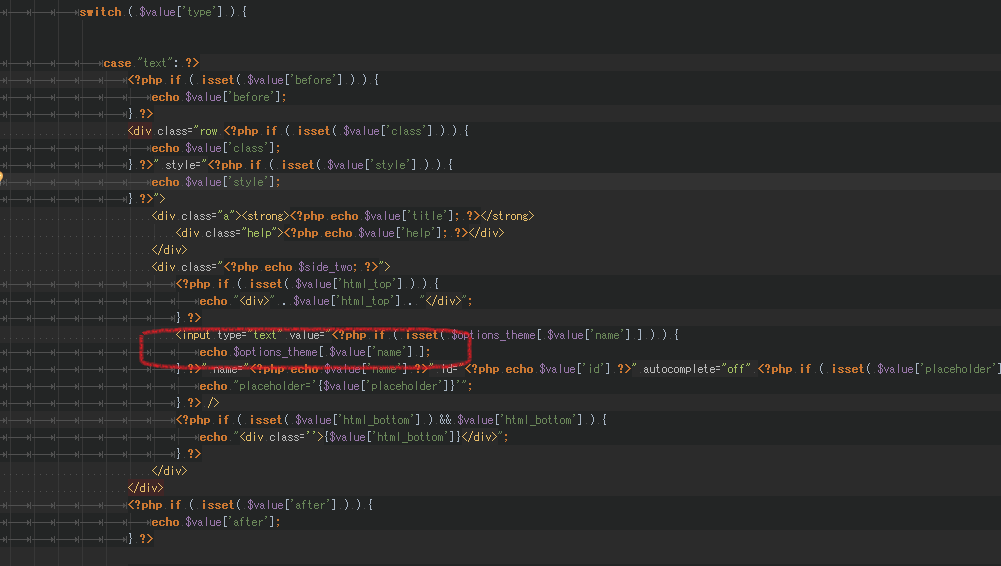 switch ( $value['type'] ) {
case "text": ?>
<?php if ( isset( $value['before'] ) ) {
echo $value['before'];
} ?>
<div class="row <?php if ( isset( $value['class'] ) ) {
echo $value['class'];
} ?>" style="<?php if ( isset( $value['style'] ) ) {
echo $value['style'];
} ?>">
<div class="a"><strong><?php echo $value['title']; ?></strong>
<div class="help"><?php echo $value['help']; ?></div>
</div>
<div class="<?php echo $side_two; ?>">
<?php if ( isset( $value['html_top'] ) ) {
echo "<div>" . $value['html_top'] . "</div>";
} ?>
<input type="text" value="<?php if ( isset( $options_theme[ $value['name'] ] ) ) {
echo $options_theme[ $value['name'] ];
} ?>" name="<?php echo $value['name'] ?>" id="<?php echo $value['id'] ?>" autocomplete="off" <?php if ( isset( $value['placeholder'
echo "placeholder='{$value['placeholder']}'";
} ?> />
<?php if ( isset( $value['html_bottom'] ) && $value['html_bottom'] ) {
echo "<div class=''>{$value['html_bottom']}</div>";
} ?>
</div>
</div>
<?php if ( isset( $value['after'] ) ) {
echo $value['after'];
} ?>